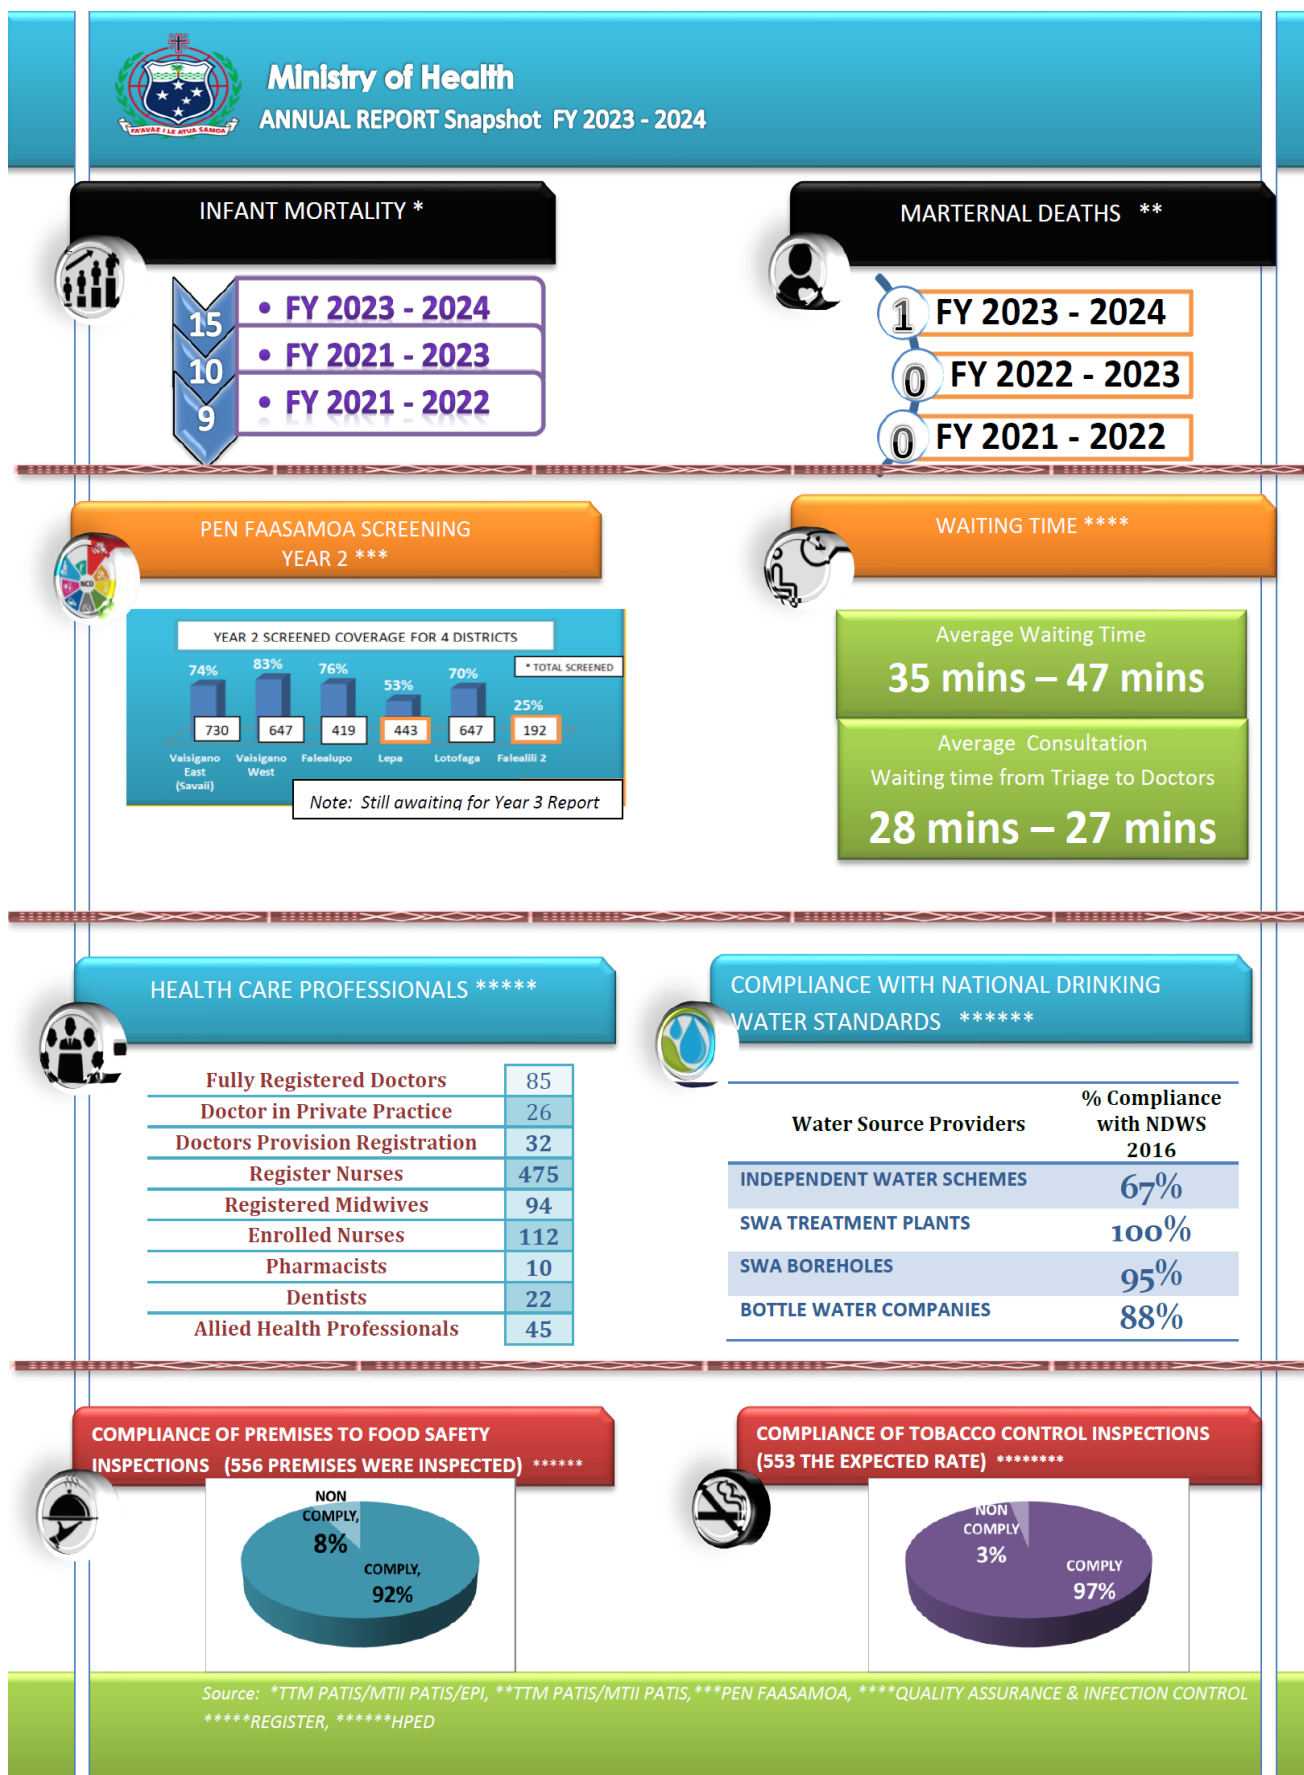 FA'AVAE I LE ATUA SAMOA
Ministry of Health
ANNUAL REPORT Snapshot FY 2023 - 2024
INFANT MORTALITY *
15 • FY 2023 - 2024
10 • FY 2021 - 2023
9 • FY 2021 - 2022
MARTERNAL DEATHS **
1 FY 2023 - 2024
0 FY 2022 - 2023
0 FY 2021 - 2022
PEN FAASAMOA SCREENING
YEAR 2 ***
NCD
YEAR 2 SCREENED COVERAGE FOR 4 DISTRICTS
* TOTAL SCREENED
74% 83% 76% 53% 70% 25%
730 647 419 443 647 192
Vaisigano East (Savaii) Vaisigano West Falealupo Lepa Lotofaga Falealili 2
Note: Still awaiting for Year 3 Report
WAITING TIME ****
Average Waiting Time
35 mins – 47 mins
Average Consultation
Waiting time from Triage to Doctors
28 mins – 27 mins
HEALTH CARE PROFESSIONALS *****
Fully Registered Doctors 85
Doctor in Private Practice 26
Doctors Provision Registration 32
Register Nurses 475
Registered Midwives 94
Enrolled Nurses 112
Pharmacists 10
Dentists 22
Allied Health Professionals 45
COMPLIANCE WITH NATIONAL DRINKING
WATER STANDARDS ******
Water Source Providers % Compliance with NDWS 2016
INDEPENDENT WATER SCHEMES 67%
SWA TREATMENT PLANTS 100%
SWA BOREHOLES 95%
BOTTLE WATER COMPANIES 88%
COMPLIANCE OF PREMISES TO FOOD SAFETY
INSPECTIONS (556 PREMISES WERE INSPECTED) ******
NON
COMPLY,
8%
COMPLY,
92%
COMPLIANCE OF TOBACCO CONTROL INSPECTIONS
(553 THE EXPECTED RATE) ********
NON
COMPLY
3%
COMPLY
97%
Source: *TTM PATIS/MTII PATIS/EPI, **TTM PATIS/MTII PATIS,***PEN FAASAMOA, ****QUALITY ASSURANCE & INFECTION CONTROL
*****REGISTER, ******HPED